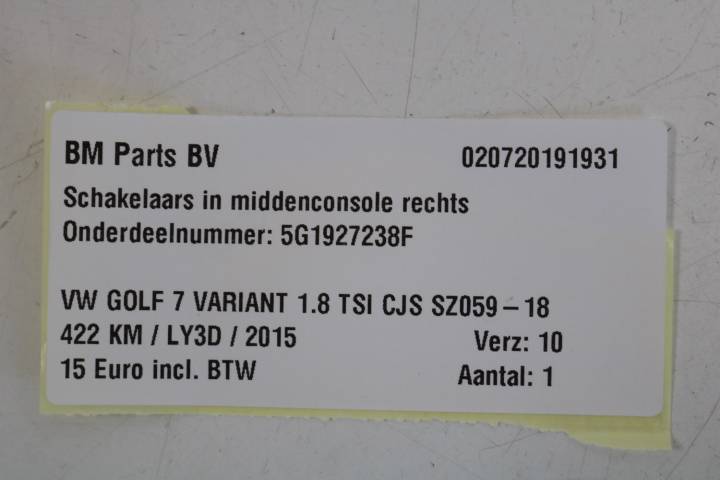 BM Parts BV 020720191931
Schakelaars in middenconsole rechts
Onderdeelnummer: 5G1927238F
VW GOLF 7 VARIANT 1.8 TSI CJS SZ059 – 18
422 KM / LY3D / 2015 Verz: 10
15 Euro incl. BTW Aantal: 1